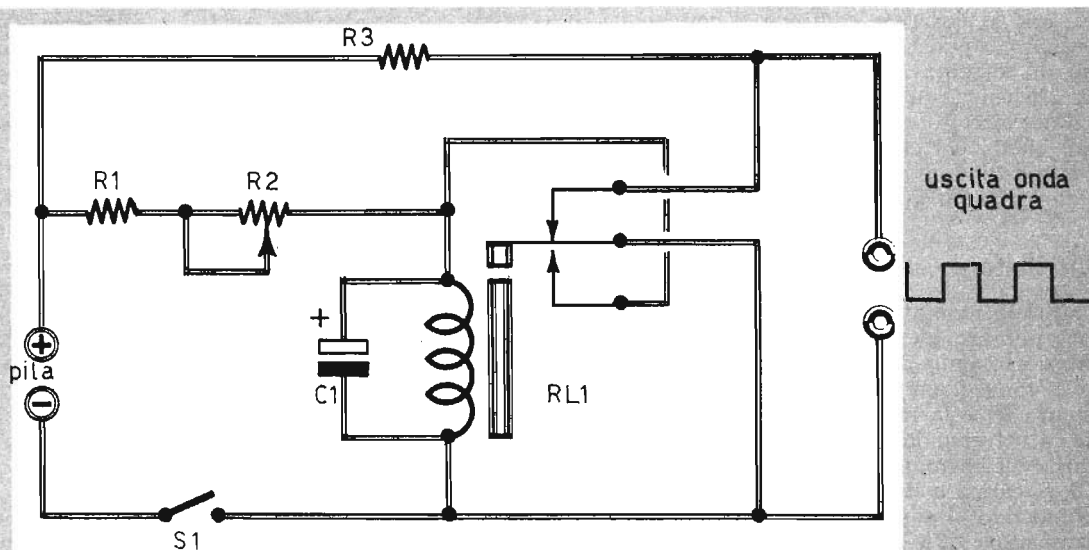 R3
R1
R2
uscita onda
quadra
+
+
pila
C1
RL1
-
S1